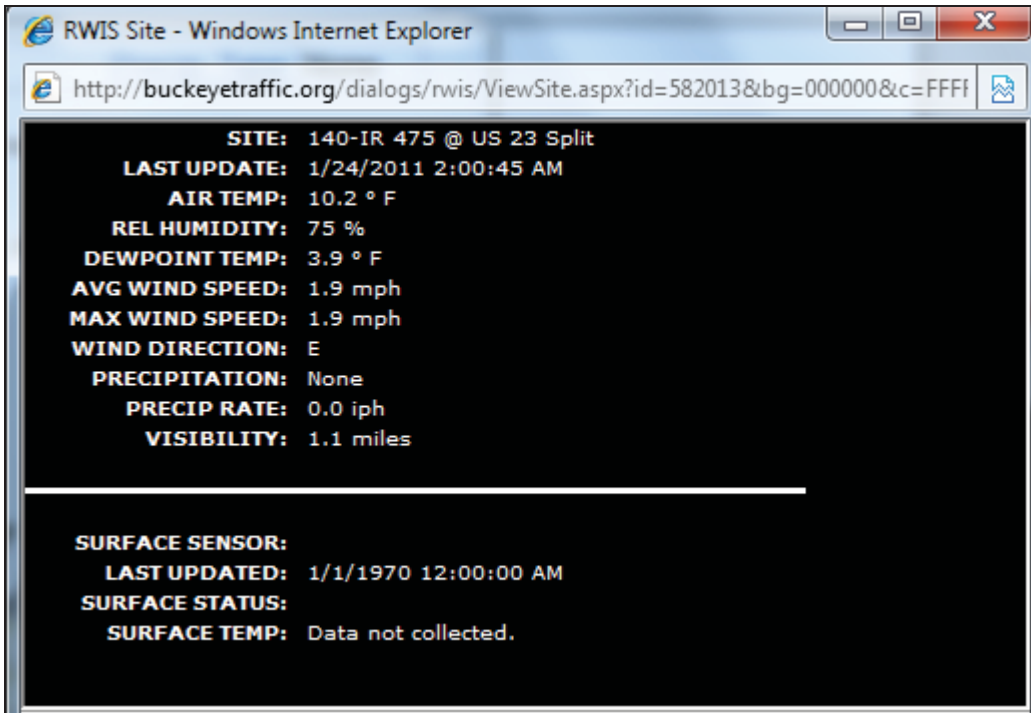 RWIS Site - Windows Internet Explorer
http://buckeyetraffic.org/dialogs/rwis/ViewSite.aspx?id=582013&bg=000000&c=FFFF
SITE: 140-IR 475 @ US 23 Split
LAST UPDATE: 1/24/2011 2:00:45 AM
AIR TEMP: 10.2 ° F
REL HUMIDITY: 75 %
DEWPOINT TEMP: 3.9 ° F
AVG WIND SPEED: 1.9 mph
MAX WIND SPEED: 1.9 mph
WIND DIRECTION: E
PRECIPITATION: None
PRECIP RATE: 0.0 iph
VISIBILITY: 1.1 miles
SURFACE SENSOR:
LAST UPDATED: 1/1/1970 12:00:00 AM
SURFACE STATUS:
SURFACE TEMP: Data not collected.